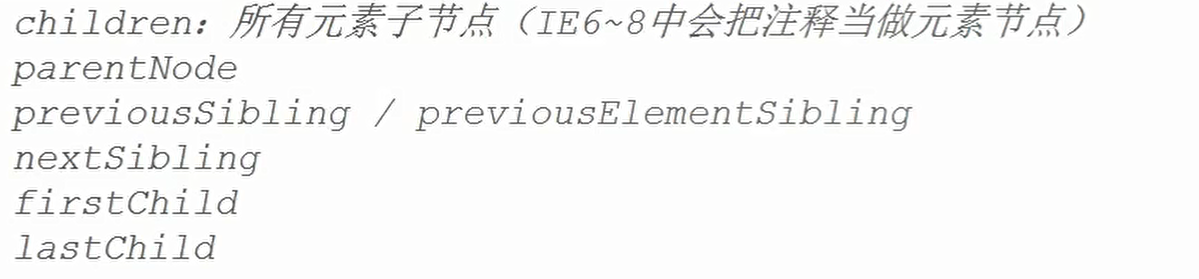 children：所有元素子节点（IE6~8中会把注释当做元素节点）
parentNode
previousSibling / previousElementSibling
nextSibling
firstChild
lastChild